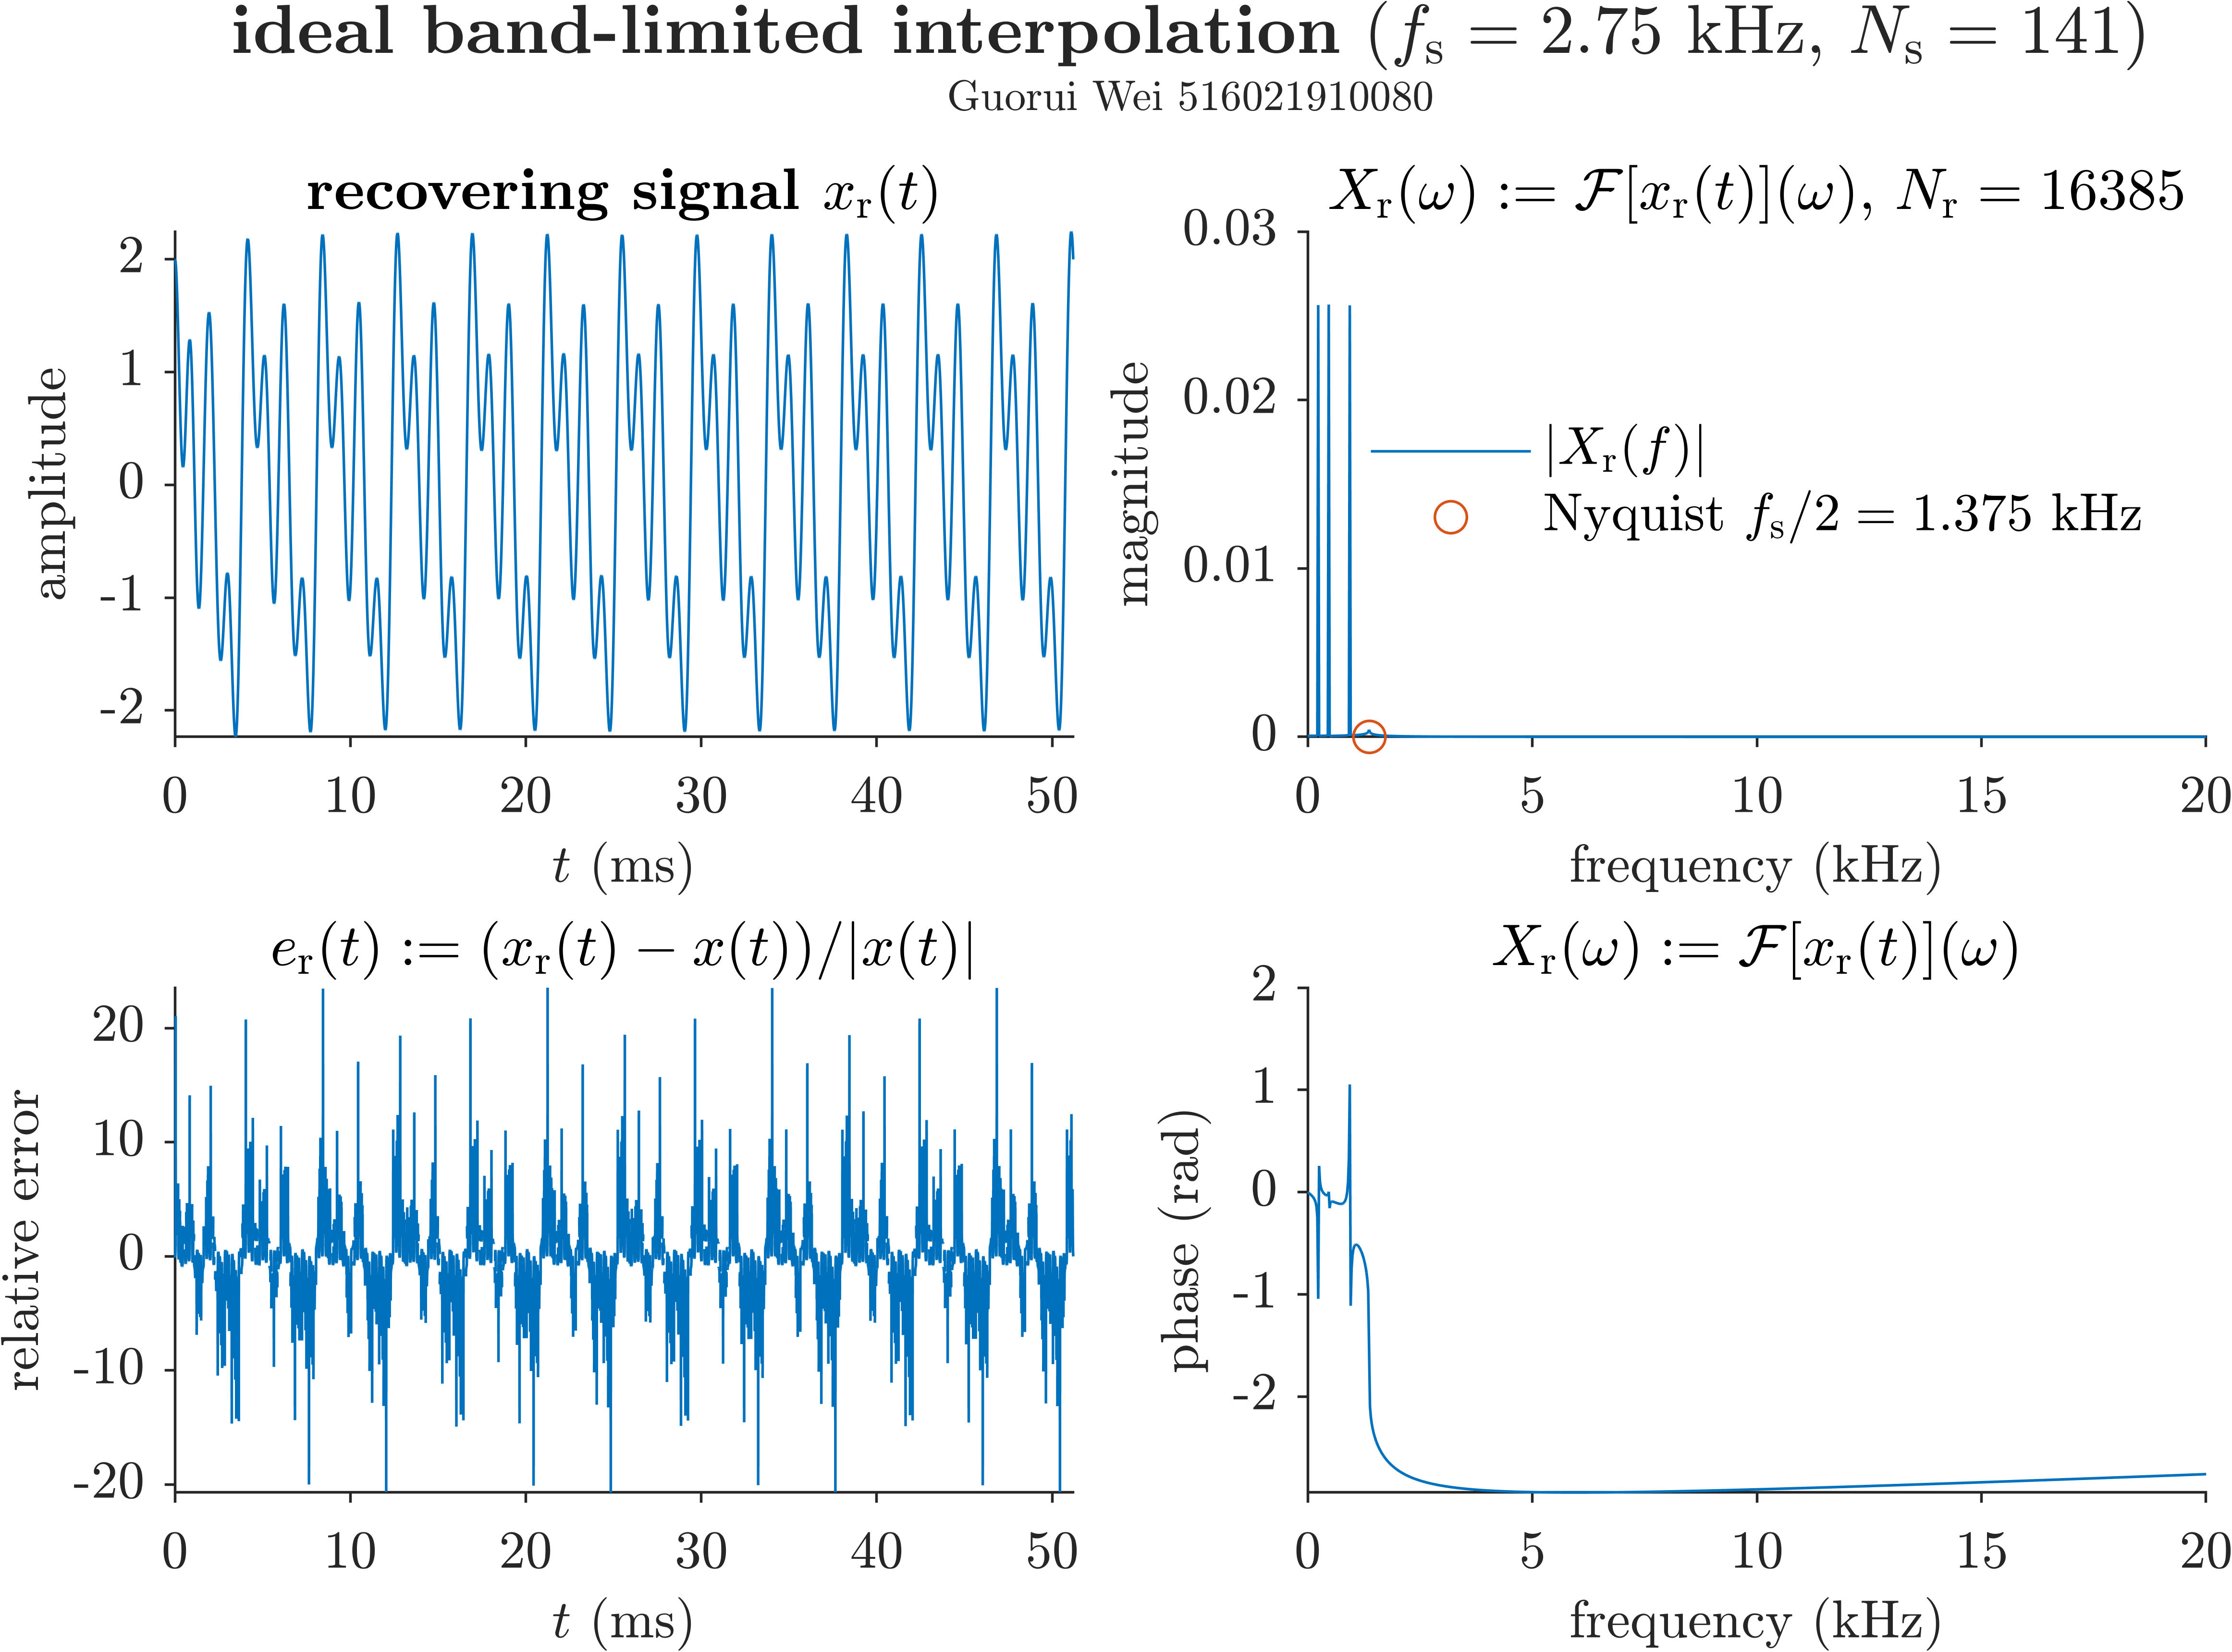 ideal band-limited interpolation (fₛ = 2.75 kHz, Nₛ = 141)
Guorui Wei 516021910080
recovering signal xᵣ(t)
2
1
0
-1
-2
amplitude
0 10 20 30 40 50
t (ms)
Xᵣ(ω) := ℱ[xᵣ(t)](ω), Nᵣ = 16385
0.03
0.02
0.01
0
magnitude
|Xᵣ(f)|
Nyquist fₛ/2 = 1.375 kHz
0 5 10 15 20
frequency (kHz)
eᵣ(t) := (xᵣ(t) − x(t))/|x(t)|
20
10
0
-10
-20
relative error
0 10 20 30 40 50
t (ms)
Xᵣ(ω) := ℱ[xᵣ(t)](ω)
2
1
0
-1
-2
phase (rad)
0 5 10 15 20
frequency (kHz)